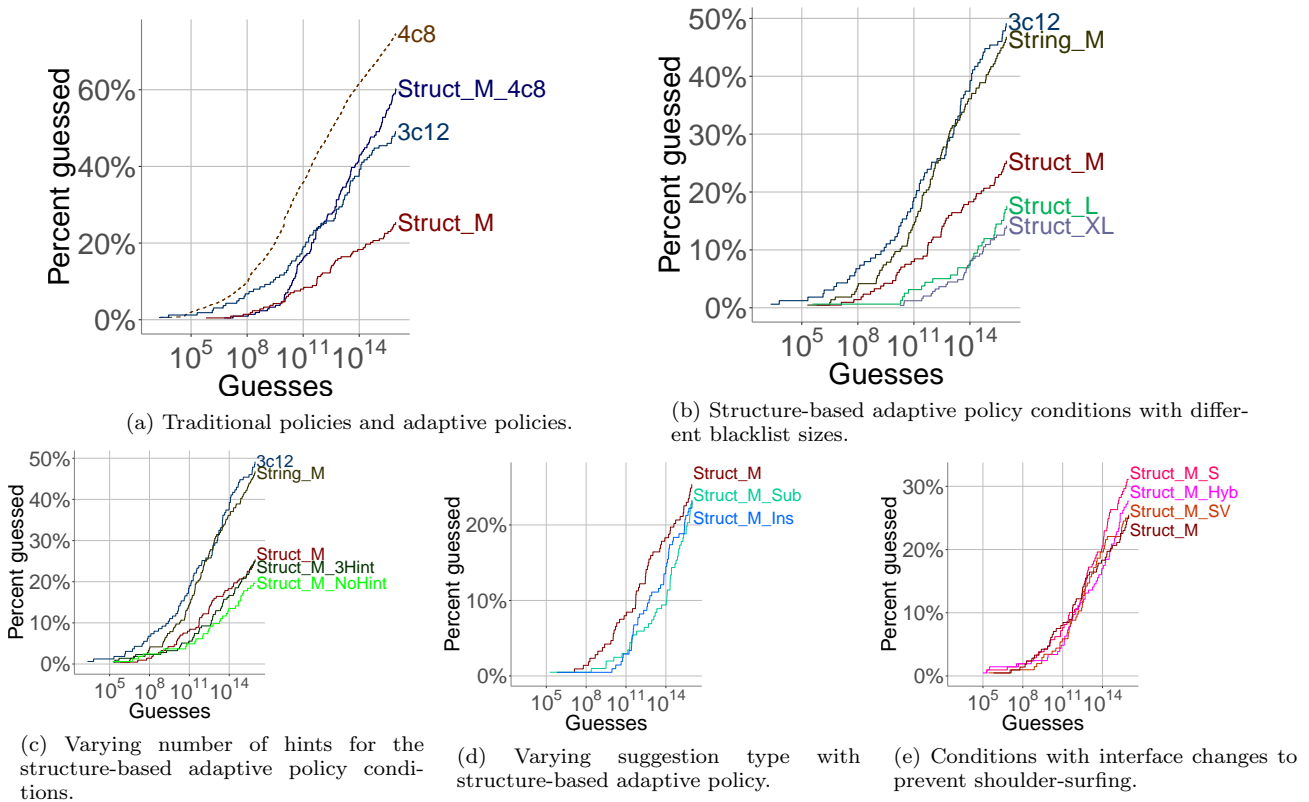 Percent guessed
60%
40%
20%
0%
4c8
Struct_M_4c8
3c12
Struct_M
10^5
10^8
10^11
10^14
Guesses
(a) Traditional policies and adaptive policies.
Percent guessed
50%
40%
30%
20%
10%
0%
3c12
String_M
Struct_M
Struct_L
Struct_XL
10^5
10^8
10^11
10^14
Guesses
(b) Structure-based adaptive policy conditions with differ-
ent blacklist sizes.
Percent guessed
50%
40%
30%
20%
10%
0%
3c12
String_M
Struct_M
Struct_M_3Hint
Struct_M_NoHint
10^5
10^8
10^11
10^14
Guesses
(c) Varying number of hints for the
structure-based adaptive policy condi-
tions.
Percent guessed
20%
10%
0%
Struct_M
Struct_M_Sub
Struct_M_Ins
10^5
10^8
10^11
10^14
Guesses
(d) Varying suggestion type with
structure-based adaptive policy.
Percent guessed
30%
20%
10%
0%
Struct_M_S
Struct_M_Hyb
Struct_M_SV
Struct_M
10^5
10^8
10^11
10^14
Guesses
(e) Conditions with interface changes to
prevent shoulder-surfing.